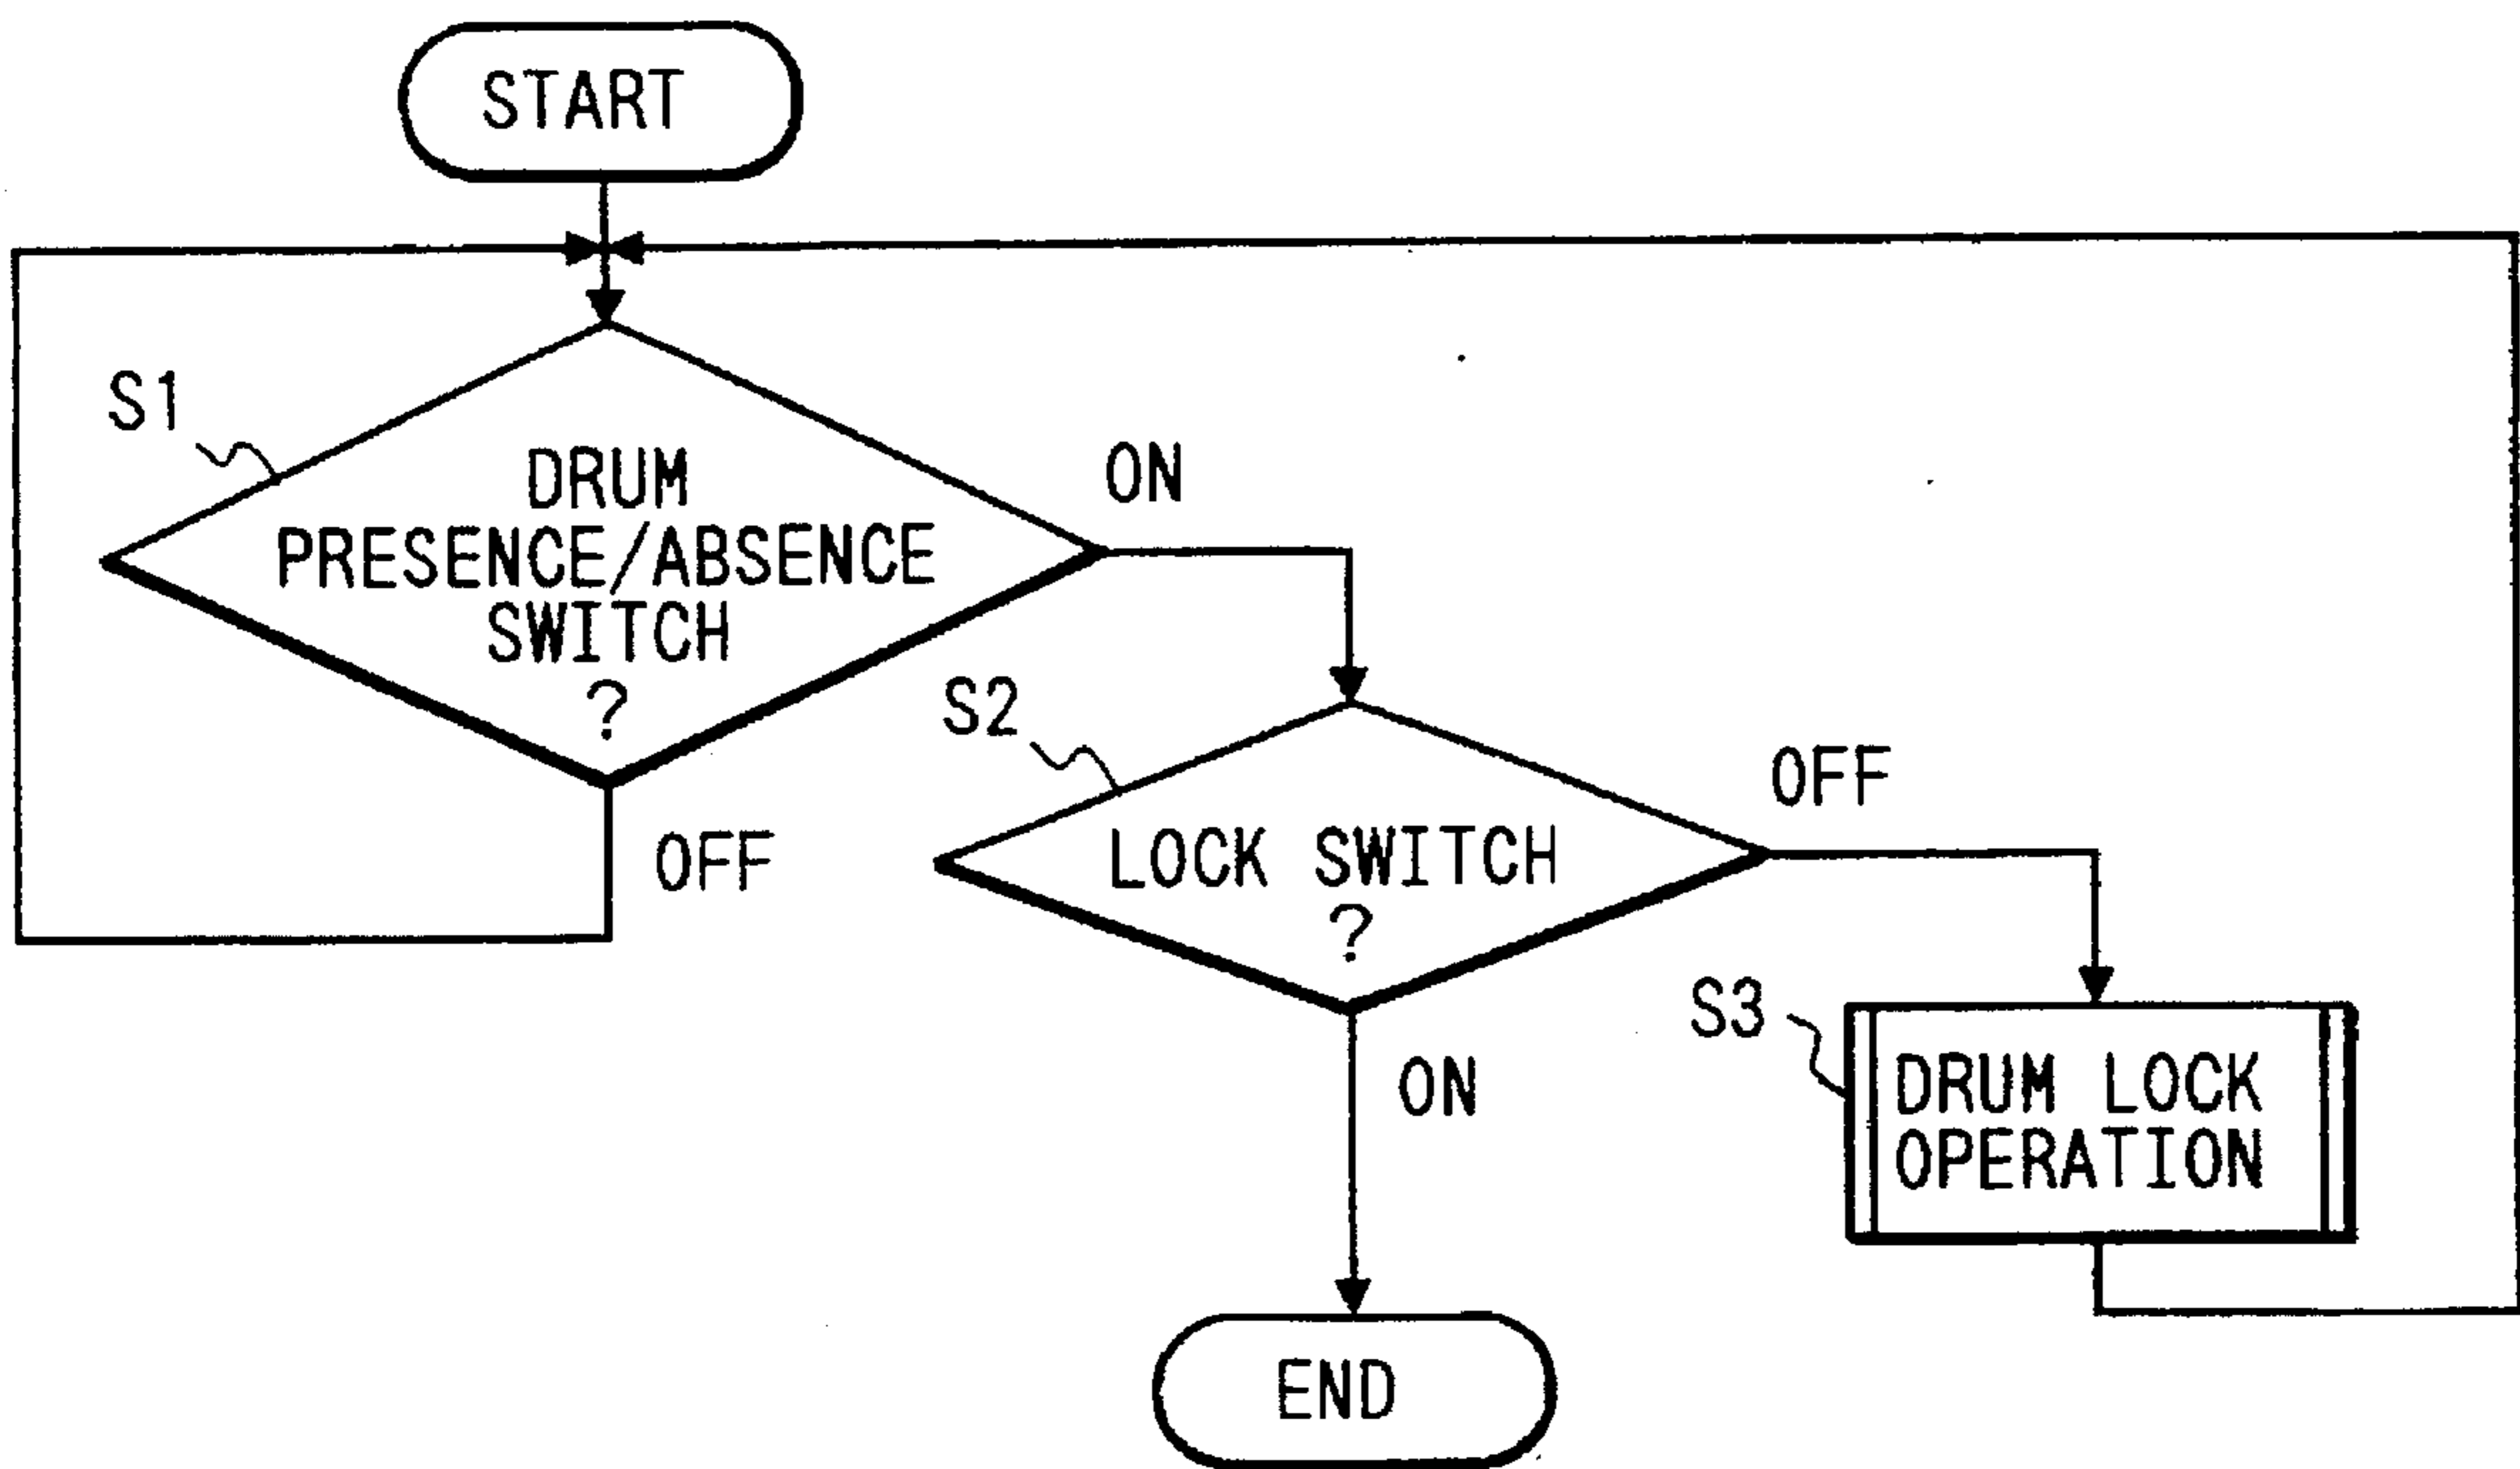 START
S1
DRUM
PRESENCE/ABSENCE
SWITCH
?
ON
OFF
S2
LOCK SWITCH
?
OFF
ON
S3
DRUM LOCK
OPERATION
END